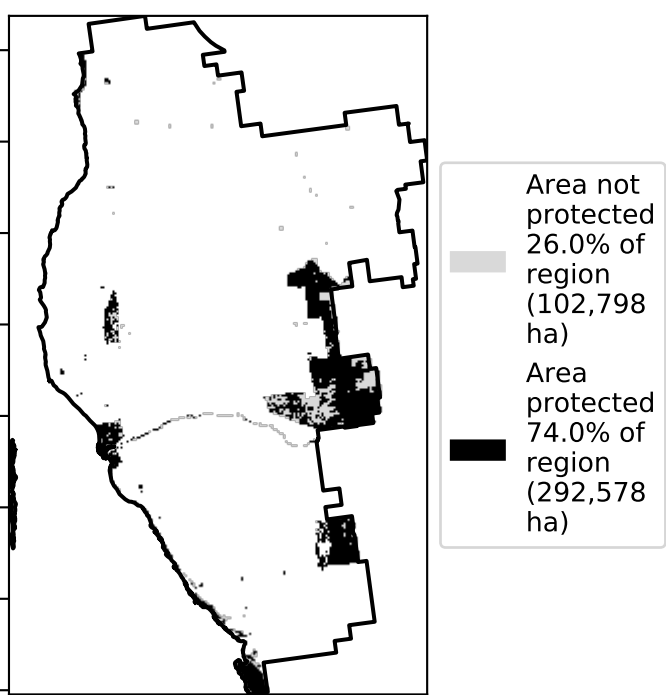 Area not
protected
26.0% of
region
(102,798
ha)
Area
protected
74.0% of
region
(292,578
ha)